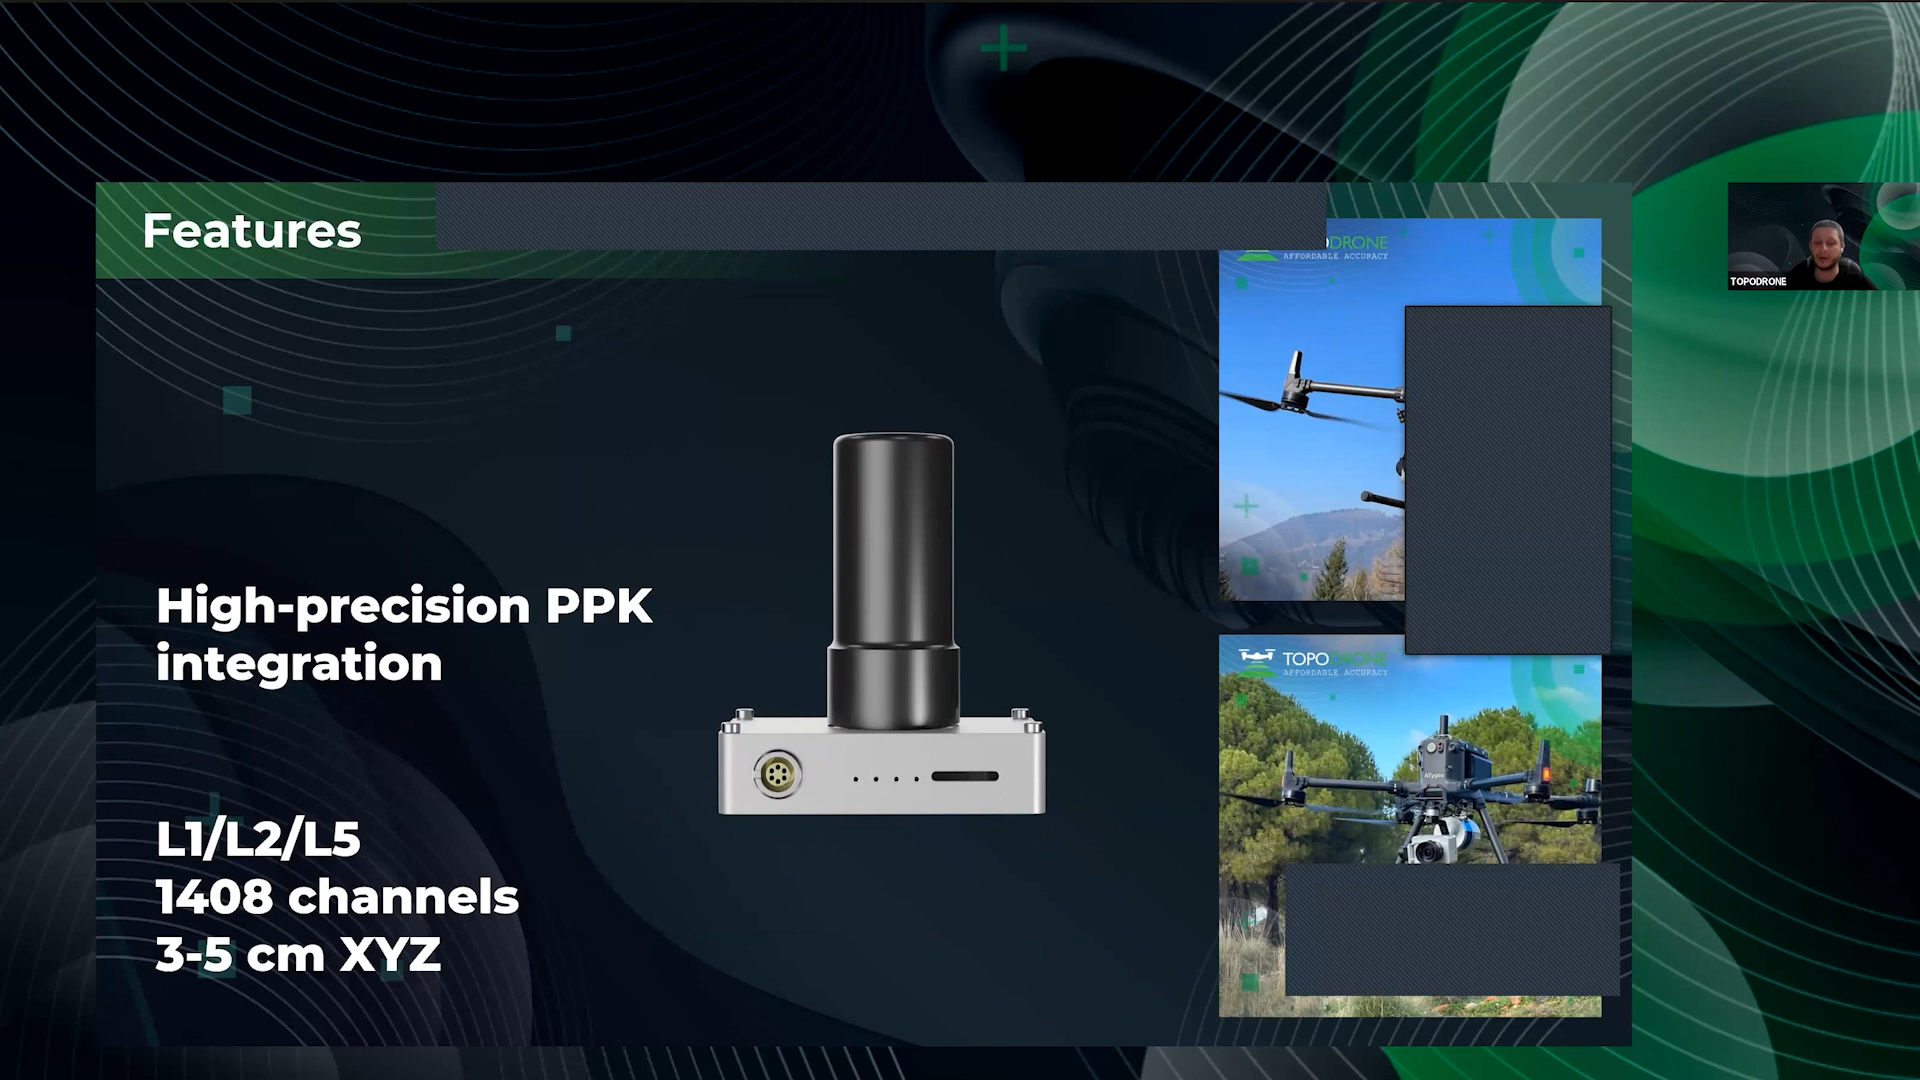 Features
DRONE
AFFORDABLE ACCURACY
TOPODRONE
High-precision PPK
integration
TOPODRONE
AFFORDABLE ACCURACY
L1/L2/L5
1408 channels
3-5 cm XYZ